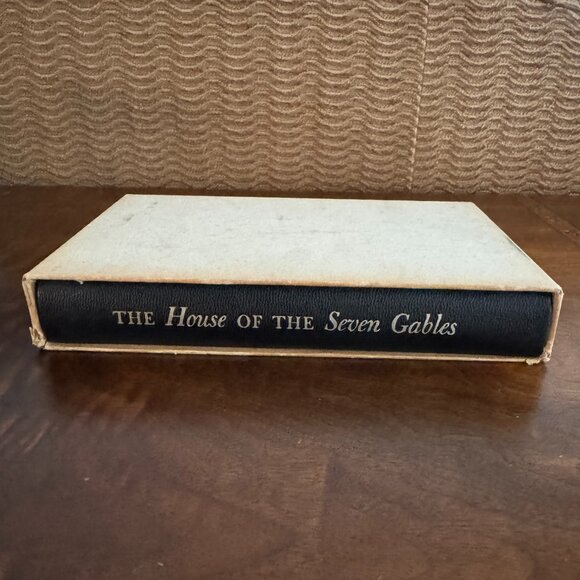 THE House OF THE Seven Gables